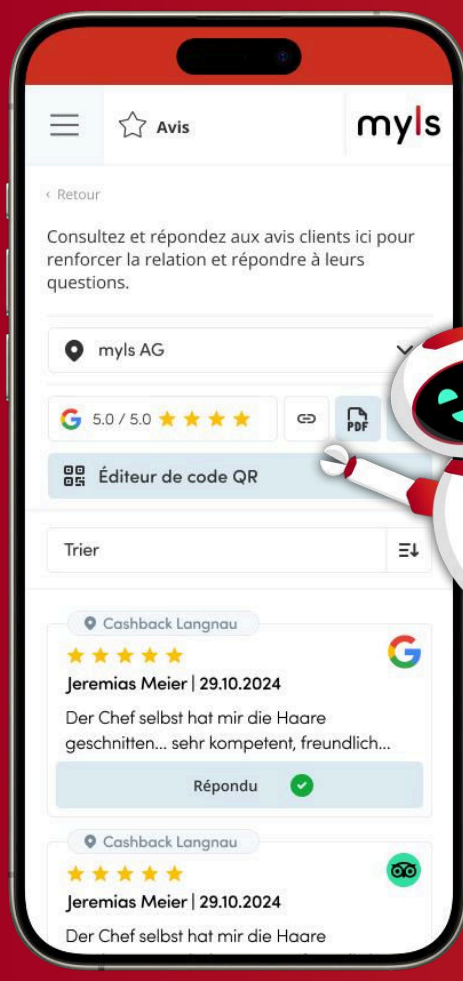 Avis
myls
‹ Retour
Consultez et répondez aux avis clients ici pour
renforcer la relation et répondre à leurs
questions.
myls AG
5.0 / 5.0
PDF
Éditeur de code QR
Trier
Cashback Langnau
Jeremias Meier | 29.10.2024
Der Chef selbst hat mir die Haare
geschnitten... sehr kompetent, freundlich...
Répondu
Cashback Langnau
Jeremias Meier | 29.10.2024
Der Chef selbst hat mir die Haare